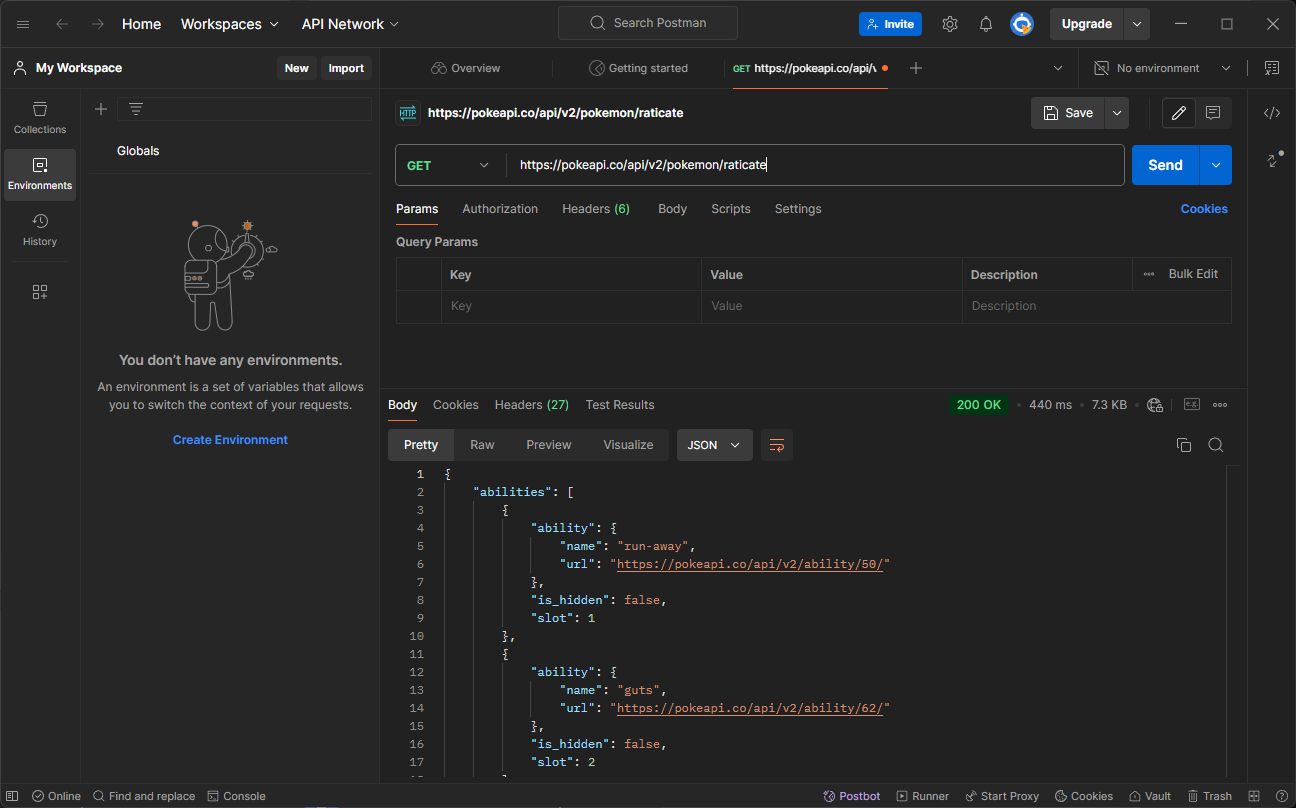 Home Workspaces API Network Search Postman Invite Upgrade
My Workspace New Import Overview Getting started GET https://pokeapi.co/api/v No environment
Collections
Environments
History
Globals
You don't have any environments.
An environment is a set of variables that allows
you to switch the context of your requests.
Create Environment
HTTP https://pokeapi.co/api/v2/pokemon/raticate Save
GET https://pokeapi.co/api/v2/pokemon/raticate Send
Params Authorization Headers (6) Body Scripts Settings Cookies
Query Params
Key Value Description Bulk Edit
Key Value Description
Body Cookies Headers (27) Test Results 200 OK 440 ms 7.3 KB e.g.
Pretty Raw Preview Visualize JSON
1 {
2 "abilities": [
3 {
4 "ability": {
5 "name": "run-away",
6 "url": "https://pokeapi.co/api/v2/ability/50/"
7 },
8 "is_hidden": false,
9 "slot": 1
10 },
11 {
12 "ability": {
13 "name": "guts",
14 "url": "https://pokeapi.co/api/v2/ability/62/"
15 },
16 "is_hidden": false,
17 "slot": 2
Online Find and replace Console Postbot Runner Start Proxy Cookies Vault Trash